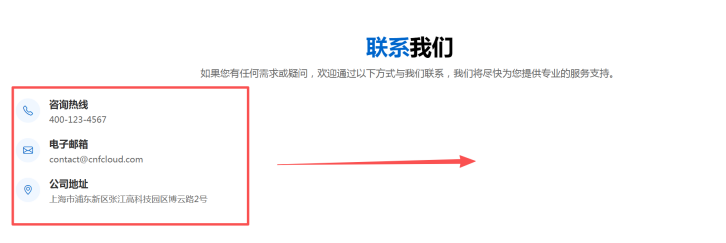 联系我们
如果您有任何需求或疑问，欢迎通过以下方式与我们联系，我们将尽快为您提供专业的服务支持。
咨询热线
400-123-4567
电子邮箱
contact@cnfcloud.com
公司地址
上海市浦东新区张江高科技园区博云路2号